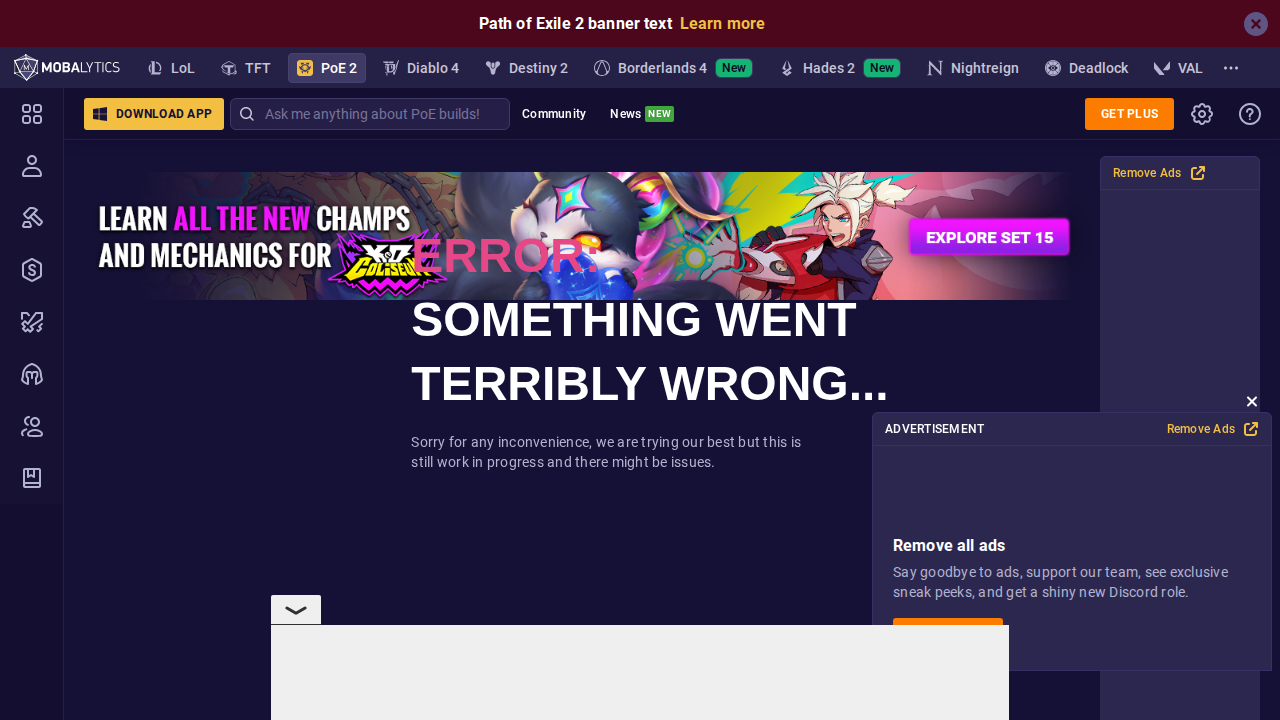 Path of Exile 2 banner text Learn more
MOBALYTICS
LoL
TFT
PoE 2
Diablo 4
Destiny 2
Borderlands 4 New
Hades 2 New
Nightreign
Deadlock
VAL
DOWNLOAD APP
Ask me anything about PoE builds!
Community
News NEW
GET PLUS
Remove Ads
LEARN ALL THE NEW CHAMPS
AND MECHANICS FOR
EXPLORE SET 15
ERROR:
SOMETHING WENT
TERRIBLY WRONG...
Sorry for any inconvenience, we are trying our best but this is
still work in progress and there might be issues.
ADVERTISEMENT
Remove Ads
Remove all ads
Say goodbye to ads, support our team, see exclusive
sneak peeks, and get a shiny new Discord role.